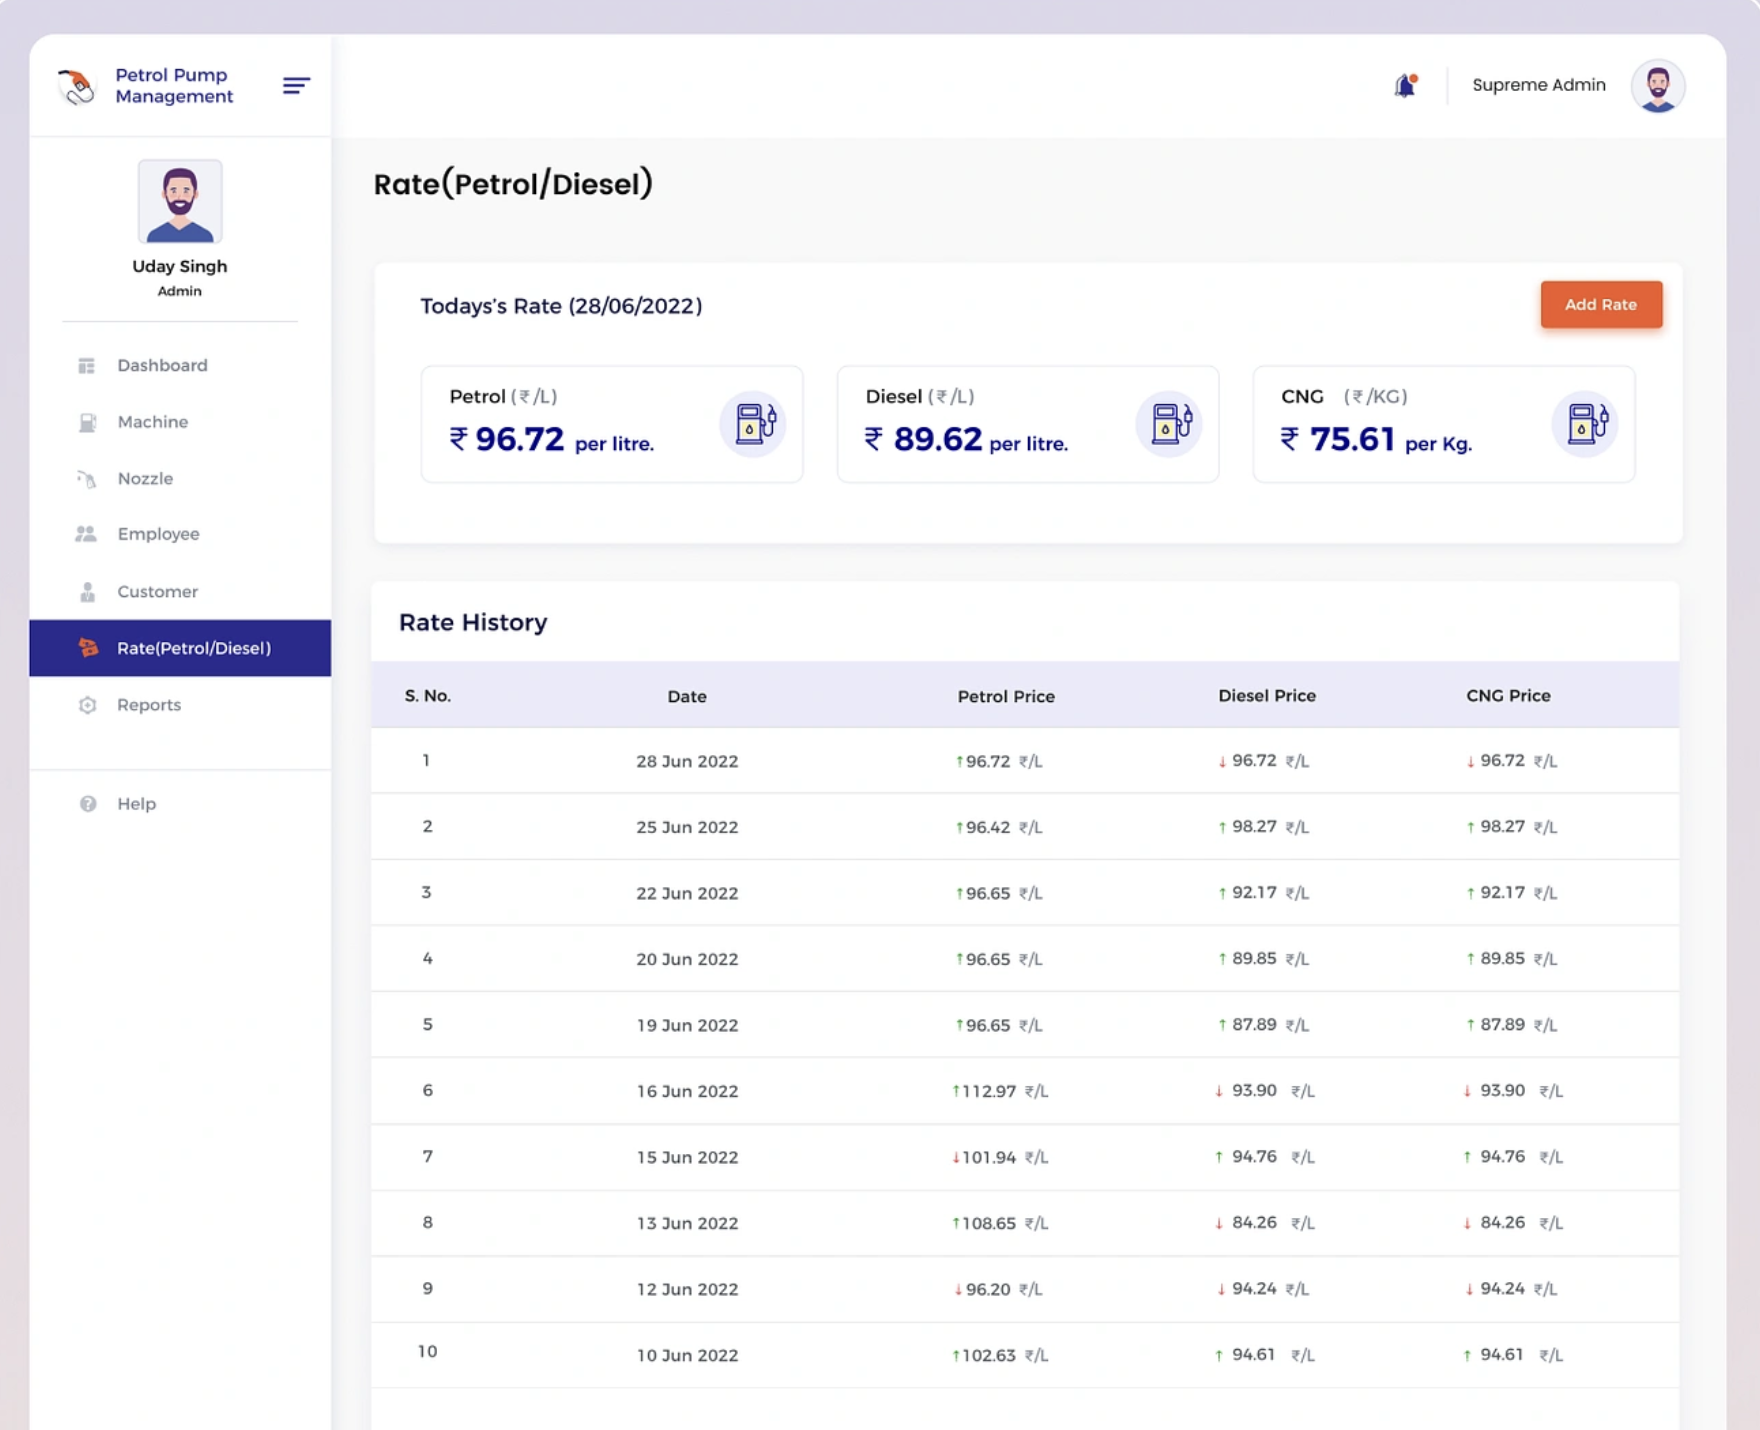 Petrol Pump
Management
Supreme Admin
Uday Singh
Admin
Dashboard
Machine
Nozzle
Employee
Customer
Rate(Petrol/Diesel)
Reports
Help
Rate(Petrol/Diesel)
Todays's Rate (28/06/2022)
Add Rate
Petrol (₹/L)
₹ 96.72 per litre.
Diesel (₹/L)
₹ 89.62 per litre.
CNG (₹/KG)
₹ 75.61 per Kg.
Rate History
S. No. Date Petrol Price Diesel Price CNG Price
1 28 Jun 2022 ↑96.72 ₹/L ↓ 96.72 ₹/L ↓ 96.72 ₹/L
2 25 Jun 2022 ↑96.42 ₹/L ↑ 98.27 ₹/L ↑ 98.27 ₹/L
3 22 Jun 2022 ↑96.65 ₹/L ↑ 92.17 ₹/L ↑ 92.17 ₹/L
4 20 Jun 2022 ↑96.65 ₹/L ↑ 89.85 ₹/L ↑ 89.85 ₹/L
5 19 Jun 2022 ↑96.65 ₹/L ↑ 87.89 ₹/L ↑ 87.89 ₹/L
6 16 Jun 2022 ↑112.97 ₹/L ↓ 93.90 ₹/L ↓ 93.90 ₹/L
7 15 Jun 2022 ↓101.94 ₹/L ↑ 94.76 ₹/L ↑ 94.76 ₹/L
8 13 Jun 2022 ↑108.65 ₹/L ↓ 84.26 ₹/L ↓ 84.26 ₹/L
9 12 Jun 2022 ↓96.20 ₹/L ↓ 94.24 ₹/L ↓ 94.24 ₹/L
10 10 Jun 2022 ↑102.63 ₹/L ↑ 94.61 ₹/L ↑ 94.61 ₹/L